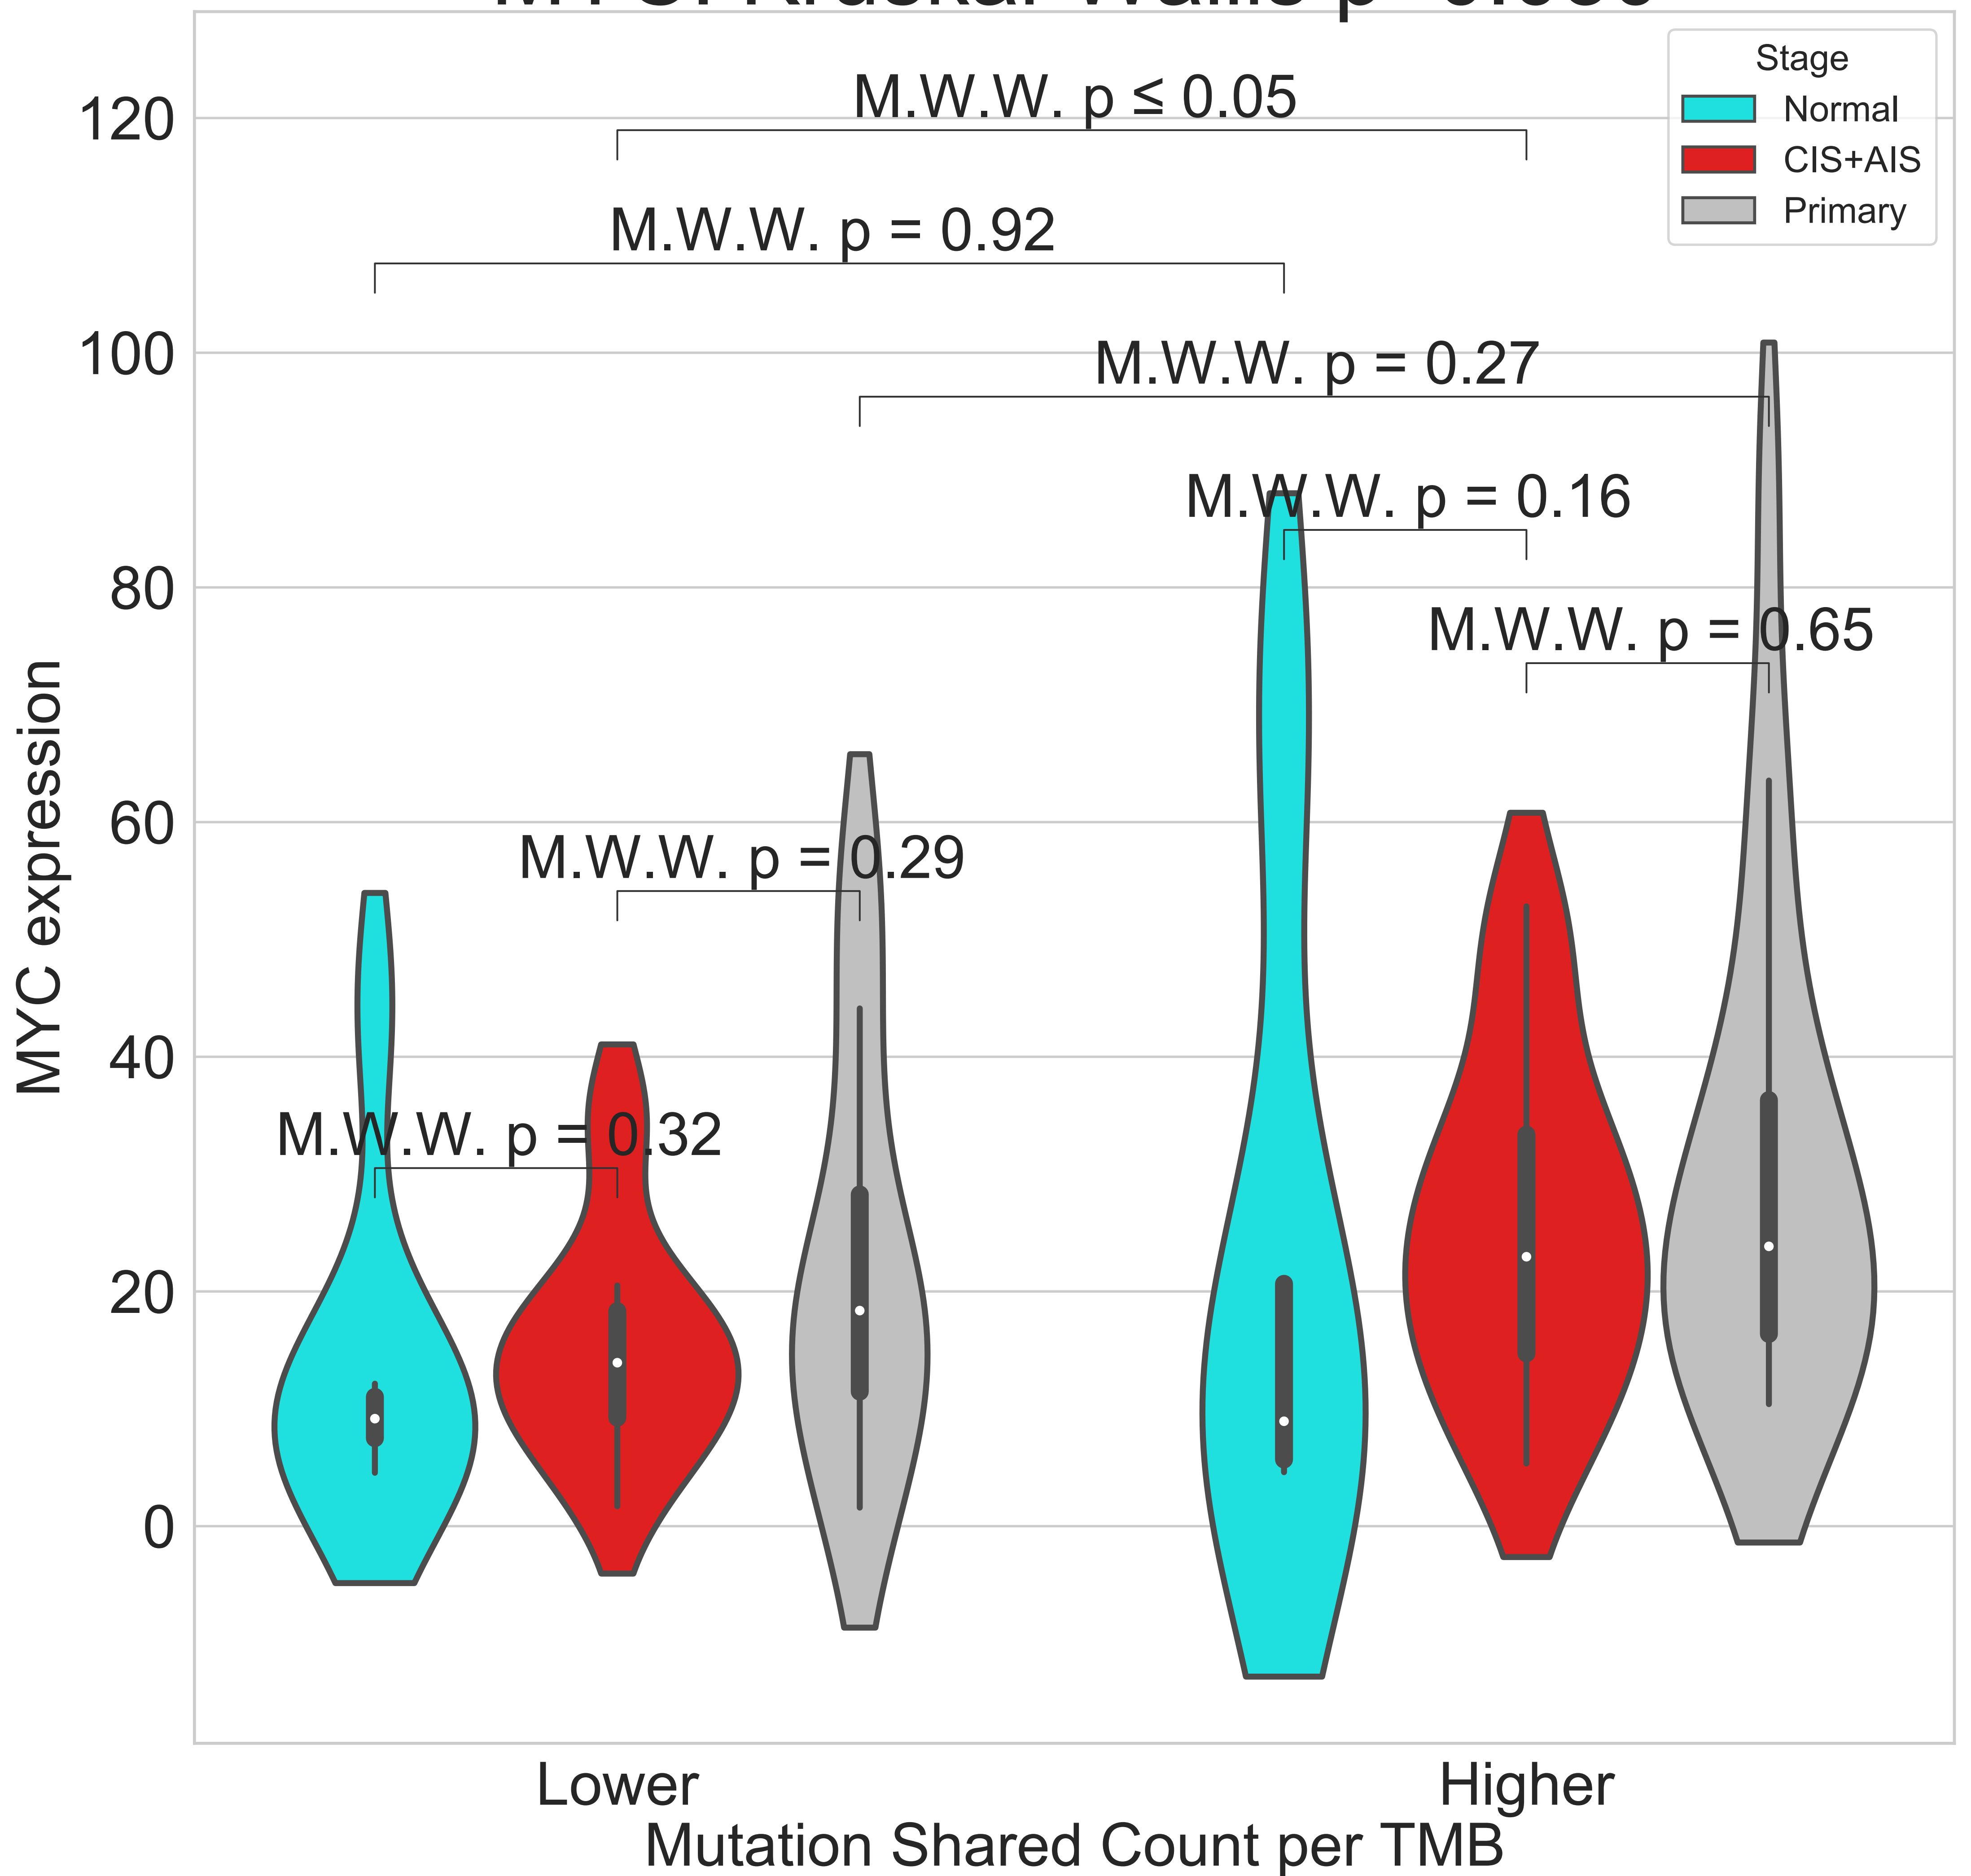 Stage
Normal
CIS+AIS
Primary
M.W.W. p ≤ 0.05
M.W.W. p = 0.92
M.W.W. p = 0.27
M.W.W. p = 0.16
M.W.W. p = 0.65
M.W.W. p = 0.29
M.W.W. p = 0.32
120
100
80
60
40
20
0
MYC expression
Lower
Higher
Mutation Shared Count per TMB